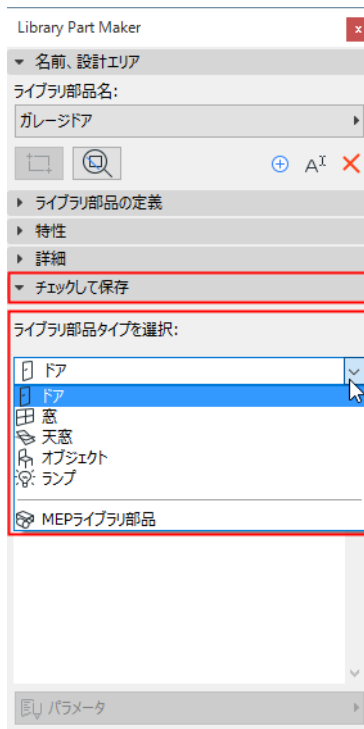 Library Part Maker
名前、設計エリア
ライブラリ部品名:
ガレージドア
ライブラリ部品の定義
特性
詳細
チェックして保存
ライブラリ部品タイプを選択:
ドア
ドア
窓
天窓
オブジェクト
ランプ
MEPライブラリ部品
パラメータ